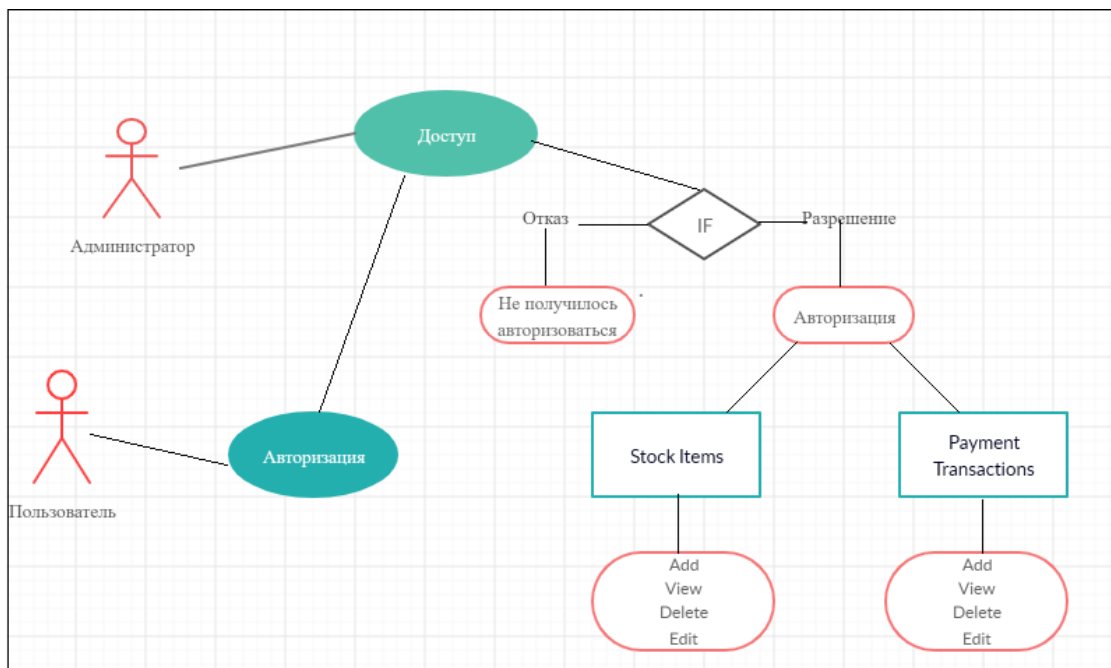 Доступ
Администратор
Отказ
IF
Разрешение
Не получилось
авторизоваться
Авторизация
Пользователь
Авторизация
Stock Items
Payment
Transactions
Add
View
Delete
Edit
Add
View
Delete
Edit